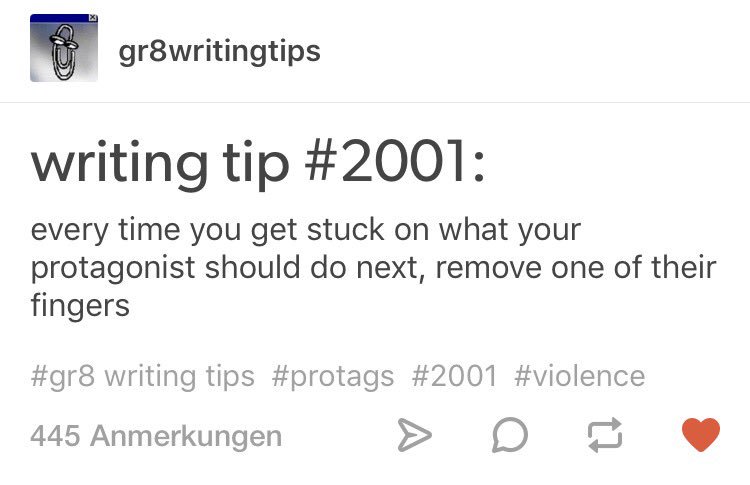 gr8writingtips
writing tip #2001:
every time you get stuck on what your
protagonist should do next, remove one of their
fingers
#gr8 writing tips #protags #2001 #violence
445 Anmerkungen